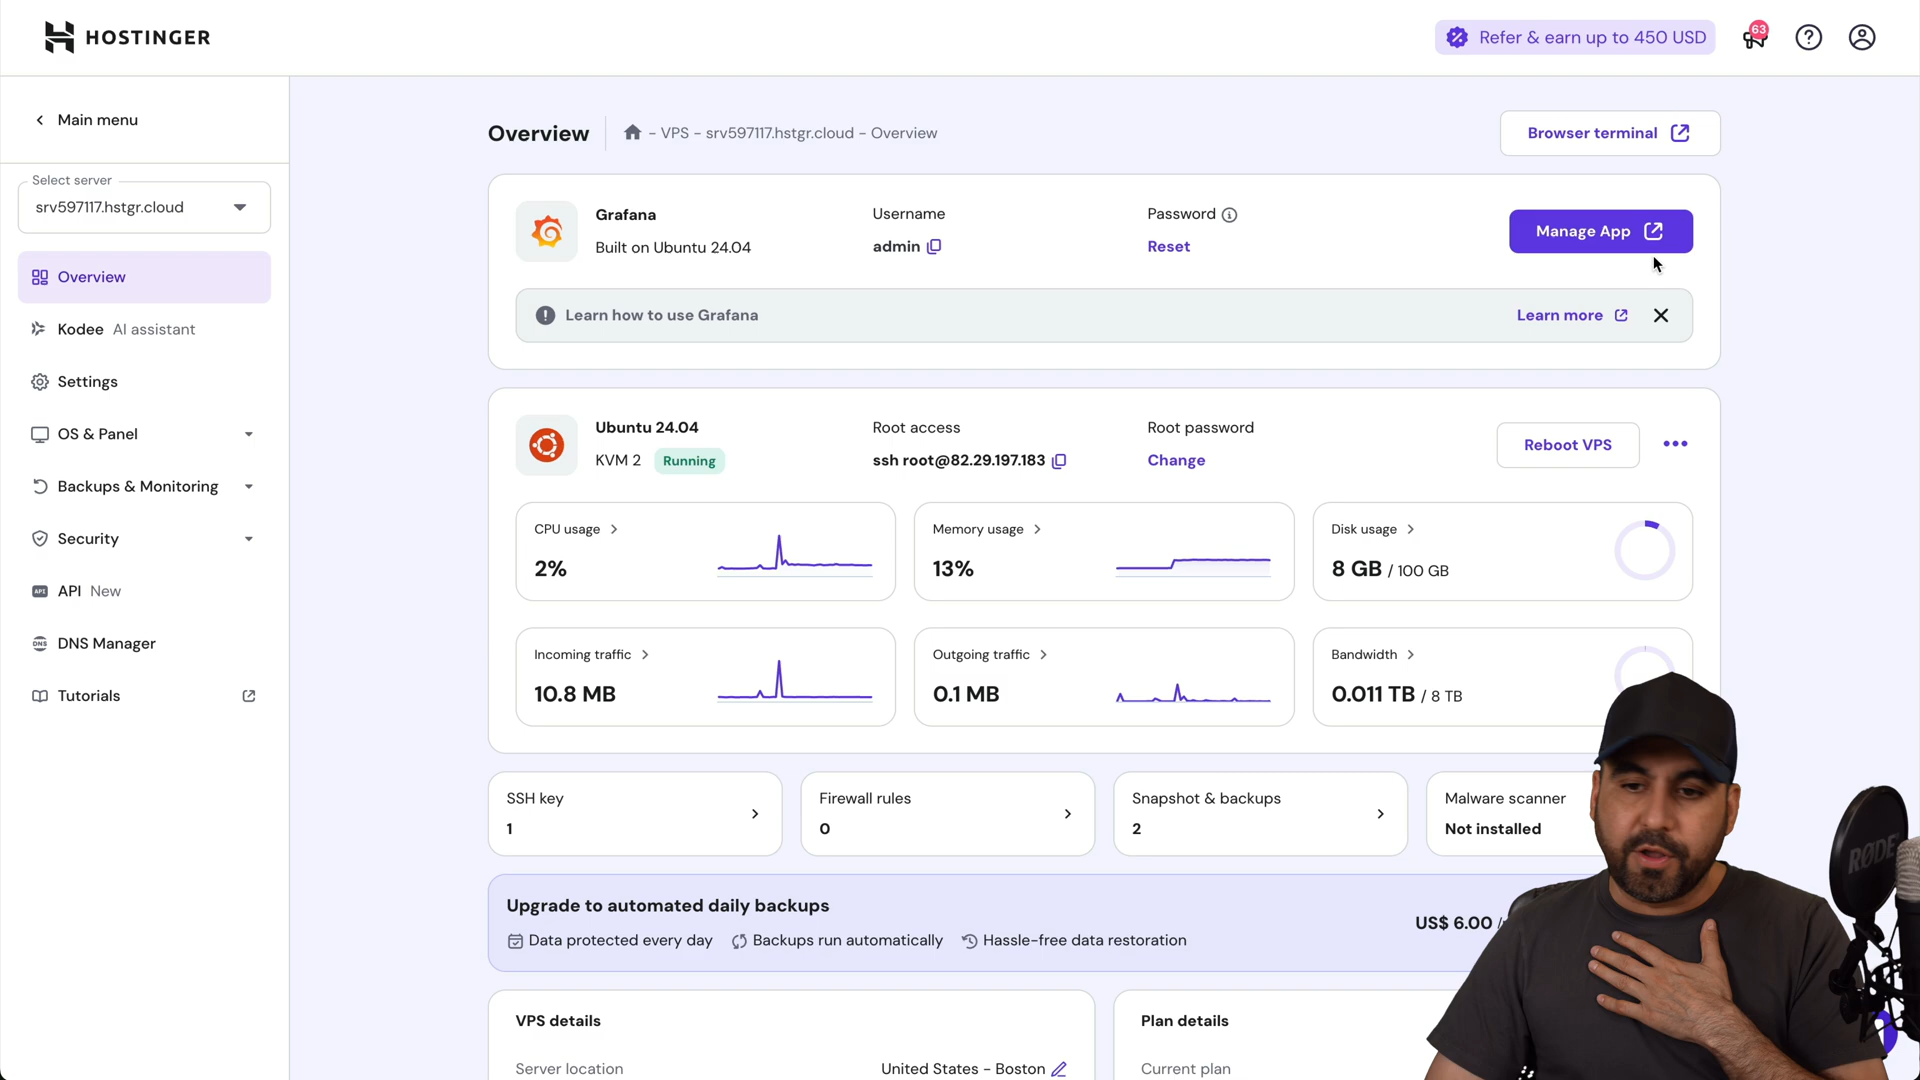 HOSTINGER
Refer & earn up to 450 USD
63
Main menu
Select server
srv597117.hstgr.cloud
Overview
Kodee AI assistant
Settings
OS & Panel
Backups & Monitoring
Security
API New
DNS Manager
Tutorials
Overview
- VPS - srv597117.hstgr.cloud - Overview
Browser terminal
Grafana
Built on Ubuntu 24.04
Username
admin
Password
Reset
Manage App
Learn how to use Grafana
Learn more
Ubuntu 24.04
KVM 2 Running
Root access
ssh root@82.29.197.183
Root password
Change
Reboot VPS
CPU usage
2%
Memory usage
13%
Disk usage
8 GB / 100 GB
Incoming traffic
10.8 MB
Outgoing traffic
0.1 MB
Bandwidth
0.011 TB / 8 TB
SSH key
1
Firewall rules
0
Snapshot & backups
2
Malware scanner
Not installed
Upgrade to automated daily backups
Data protected every day
Backups run automatically
Hassle-free data restoration
US$ 6.00 /
VPS details
Server location
United States - Boston
Plan details
Current plan
RØDE